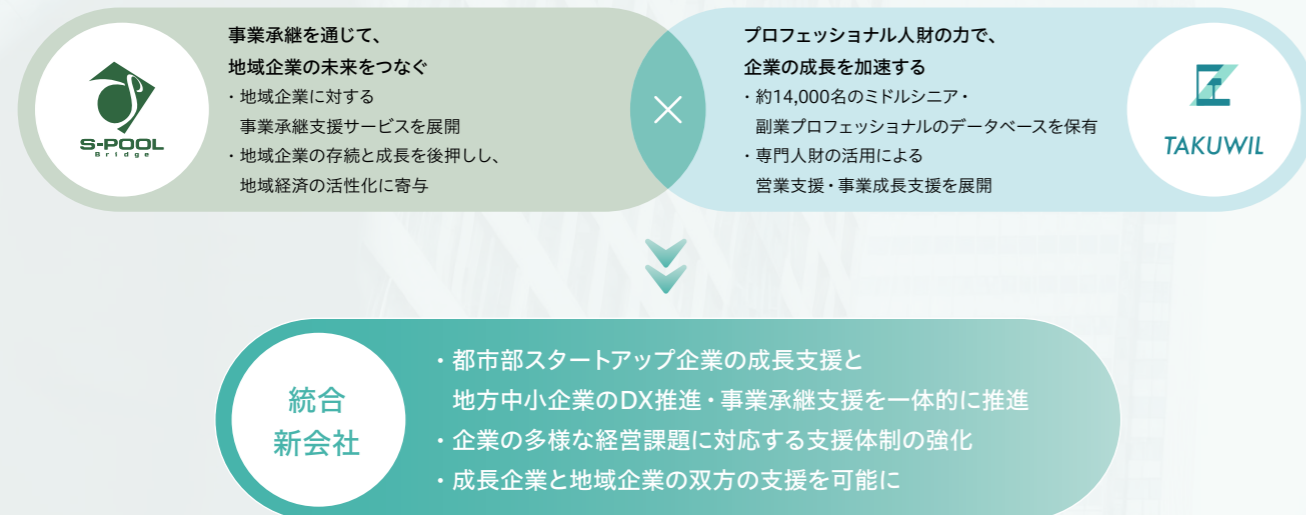 S-POOL
Bridge
事業承継を通じて、
地域企業の未来をつなぐ
・地域企業に対する
事業承継支援サービスを展開
・地域企業の存続と成長を後押しし、
地域経済の活性化に寄与
×
プロフェッショナル人財の力で、
企業の成長を加速する
・約14,000名のミドルシニア・
副業プロフェッショナルのデータベースを保有
・専門人財の活用による
営業支援・事業成長支援を展開
TAKUWIL
統合
新会社
・都市部スタートアップ企業の成長支援と
地方中小企業のDX推進・事業承継支援を一体的に推進
・企業の多様な経営課題に対応する支援体制の強化
・成長企業と地域企業の双方の支援を可能に